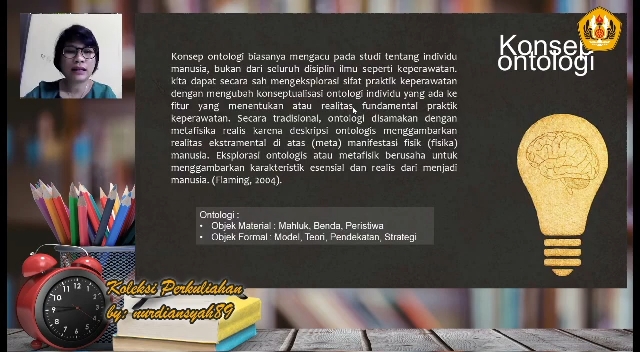 Konsep
ontologi
Konsep ontologi biasanya mengacu pada studi tentang individu
manusia, bukan dari seluruh disiplin ilmu seperti keperawatan.
kita dapat secara sah mengeksplorasi sifat praktik keperawatan
dengan mengubah konseptualisasi ontologi individu yang ada ke
fitur yang menentukan atau realitas fundamental praktik
keperawatan. Secara tradisional, ontologi disamakan dengan
metafisika realis karena deskripsi ontologis menggambarkan
realitas ekstramental di atas (meta) manifestasi fisik (fisika)
manusia. Eksplorasi ontologis atau metafisik berusaha untuk
menggambarkan karakteristik esensial dan realis dari menjadi
manusia. (Flaming, 2004).
Ontologi :
• Objek Material : Mahluk, Benda, Peristiwa
• Objek Formal : Model, Teori, Pendekatan, Strategi
Koleksi Perkuliahan
by: nurdiansyah89